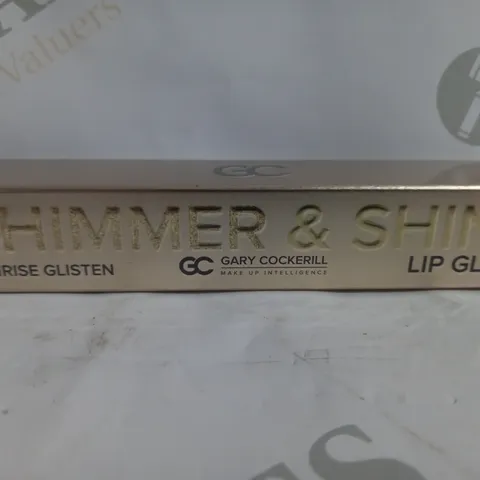 Valuers
GC
HIMMER & SHIN
RISE GLISTEN
GC GARY COCKERILL
MAKE UP INTELLIGENCE
LIP GL